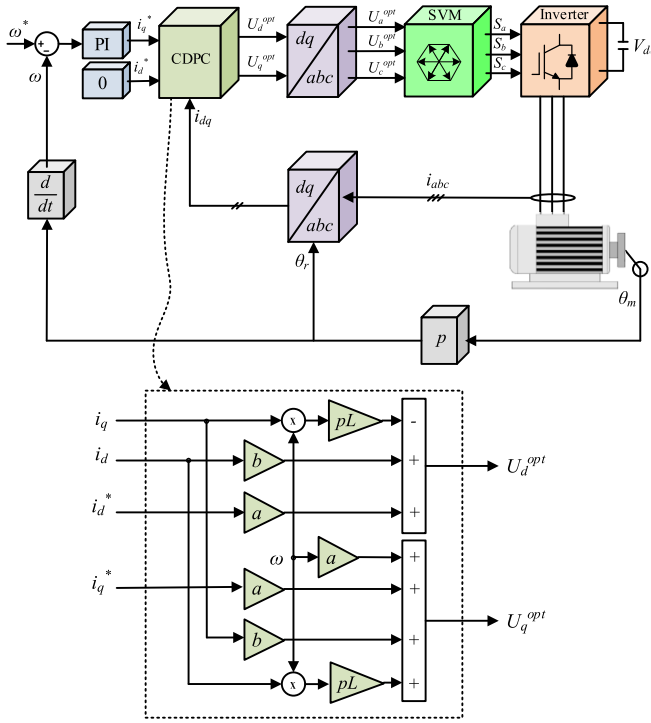 SVM
Inverter
ω*
+
−
PI
i_q*
CDPC
U_d^opt
dq
abc
U_a^opt
S_a
U_b^opt
S_b
V_d
0
i_d*
U_q^opt
U_c^opt
S_c
ω
i_dq
d
dt
dq
abc
i_abc
θ_r
θ_m
p
i_q
x
pL
-
i_d
b
+
U_d^opt
i_d*
a
+
ω
a
+
i_q*
a
+
U_q^opt
b
+
x
pL
+